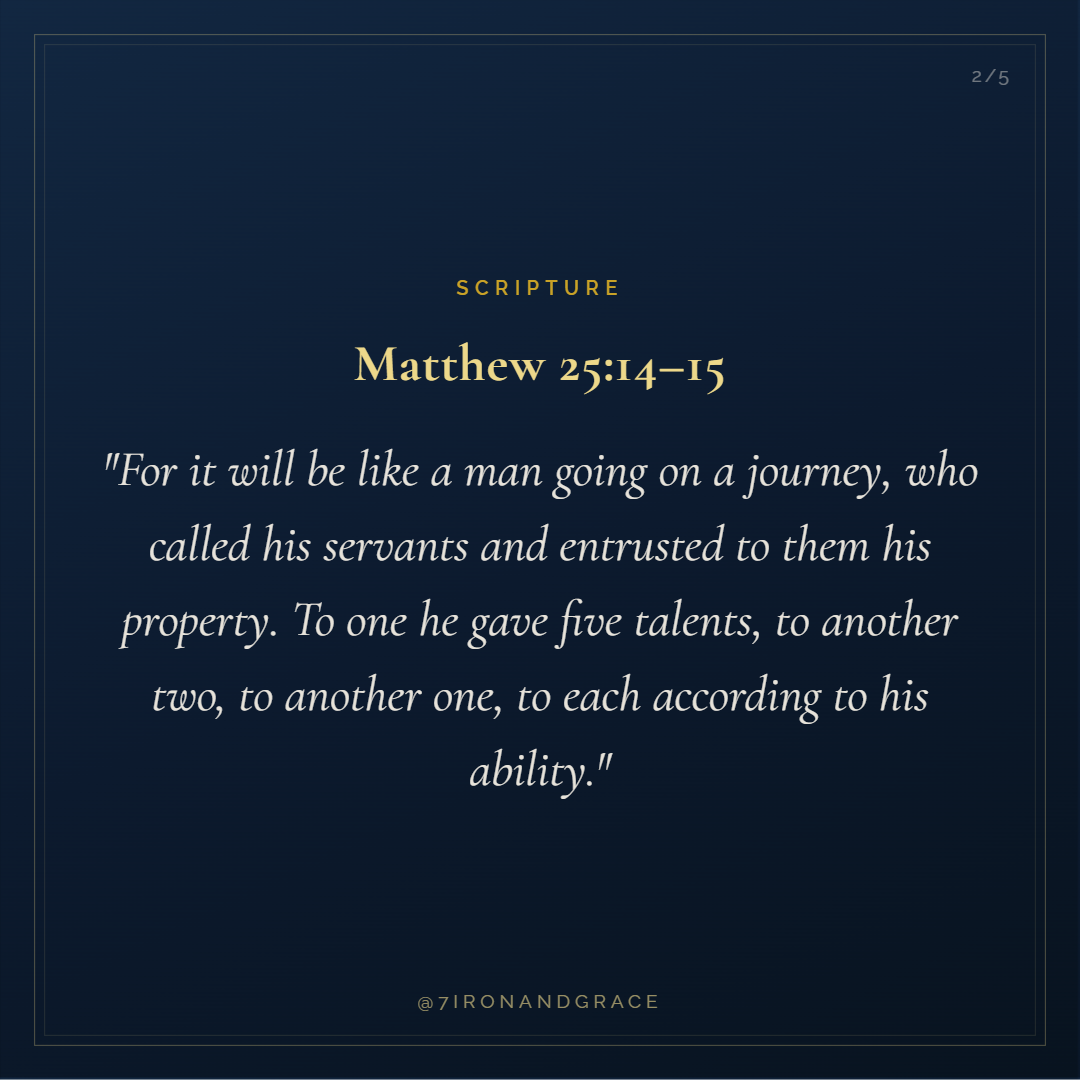 2/5
SCRIPTURE
Matthew 25:14–15
"For it will be like a man going on a journey, who
called his servants and entrusted to them his
property. To one he gave five talents, to another
two, to another one, to each according to his
ability."
@7IRONANDGRACE